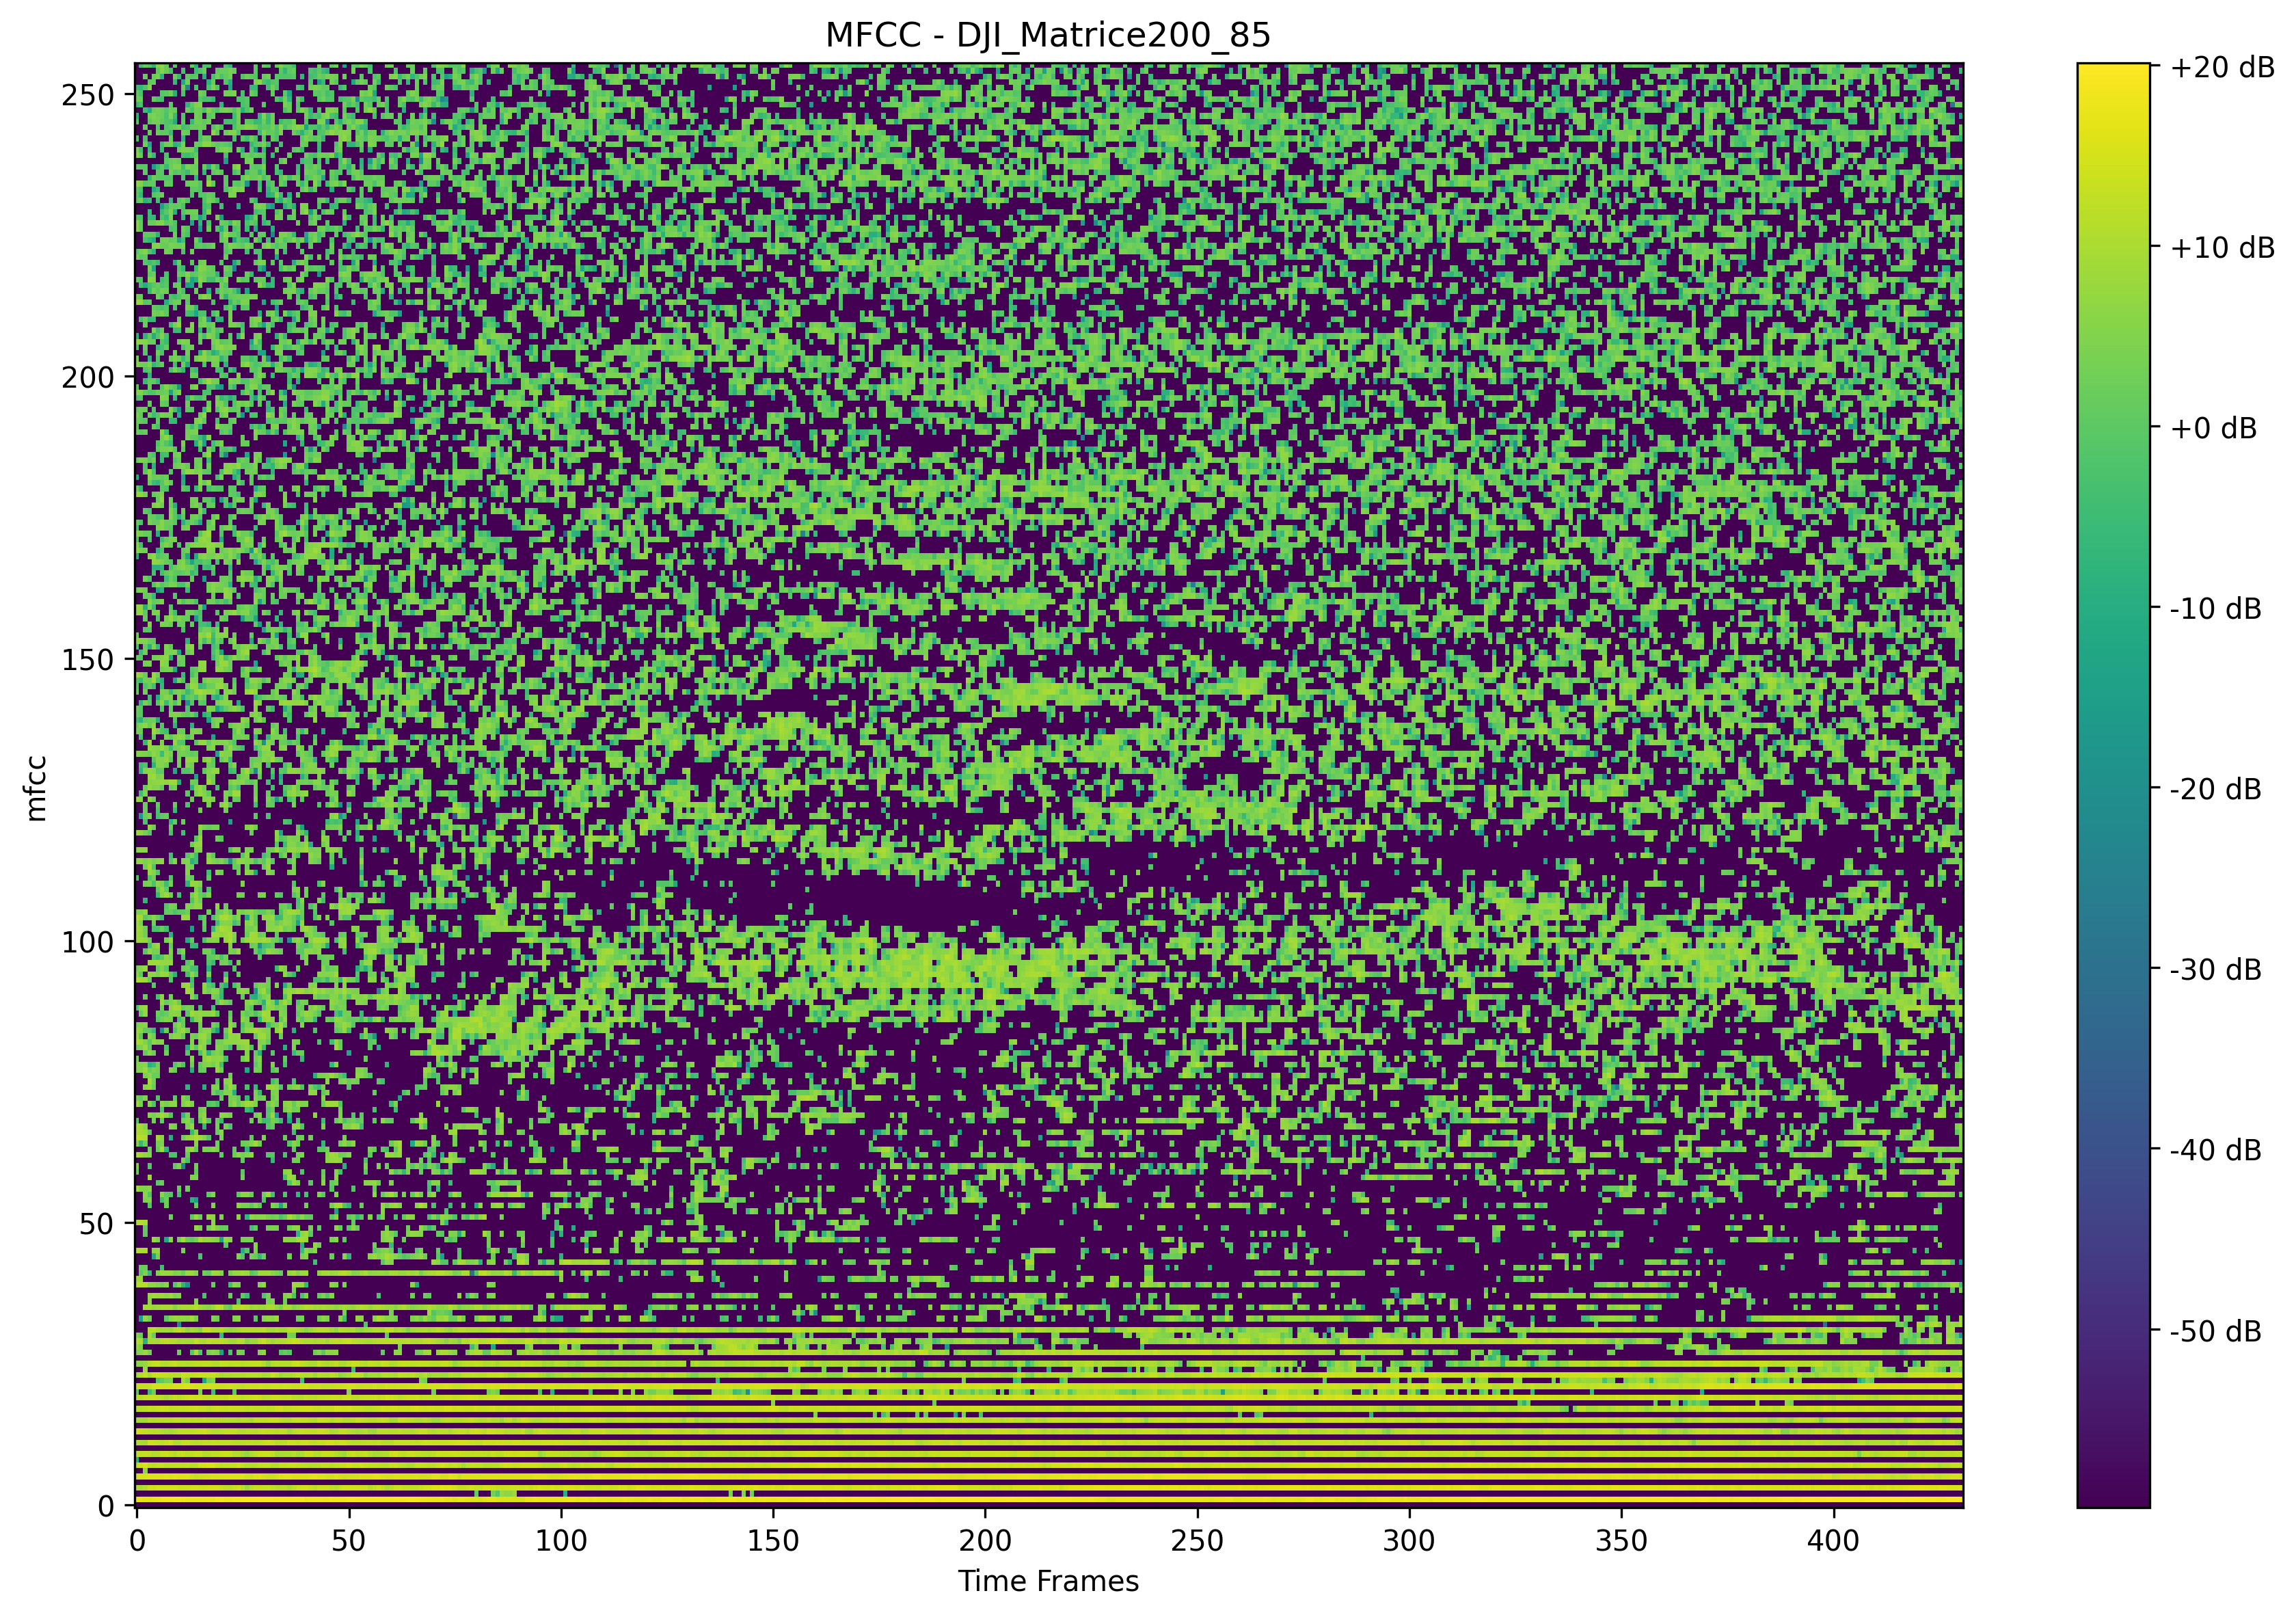 MFCC - DJI_Matrice200_85
250
200
150
100
50
0
mfcc
0 50 100 150 200 250 300 350 400
Time Frames
+20 dB
+10 dB
+0 dB
-10 dB
-20 dB
-30 dB
-40 dB
-50 dB